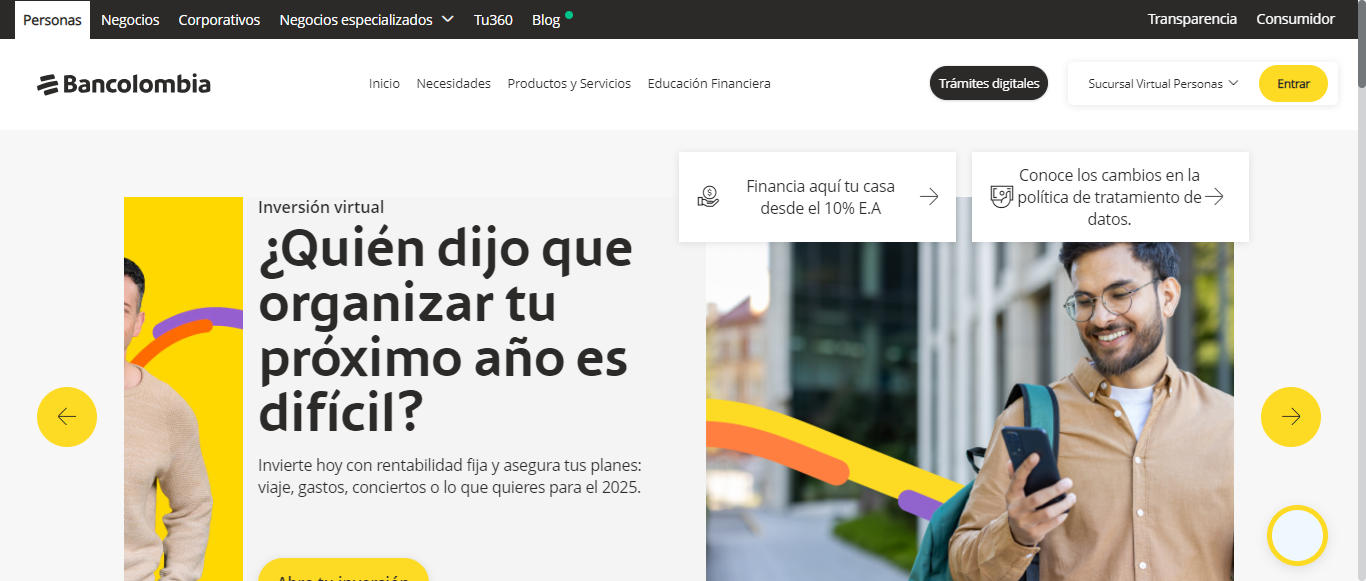 Personas Negocios Corporativos Negocios especializados Tu360 Blog Transparencia Consumidor
Bancolombia Inicio Necesidades Productos y Servicios Educación Financiera Trámites digitales Sucursal Virtual Personas Entrar
Financia aquí tu casa
desde el 10% E.A
Conoce los cambios en la
política de tratamiento de
datos.
Inversión virtual
¿Quién dijo que
organizar tu
próximo año es
difícil?
Invierte hoy con rentabilidad fija y asegura tus planes:
viaje, gastos, conciertos o lo que quieres para el 2025.
Abre tu inversión